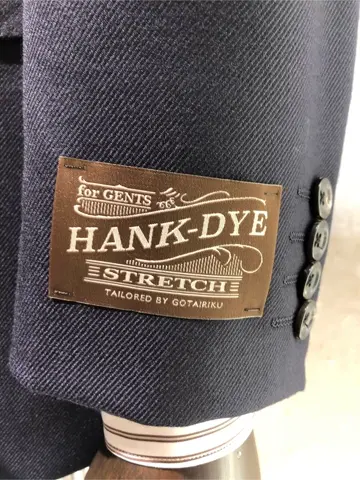 for GENTS
HANK-DYE
STRETCH
TAILORED BY GOTAIRIKU